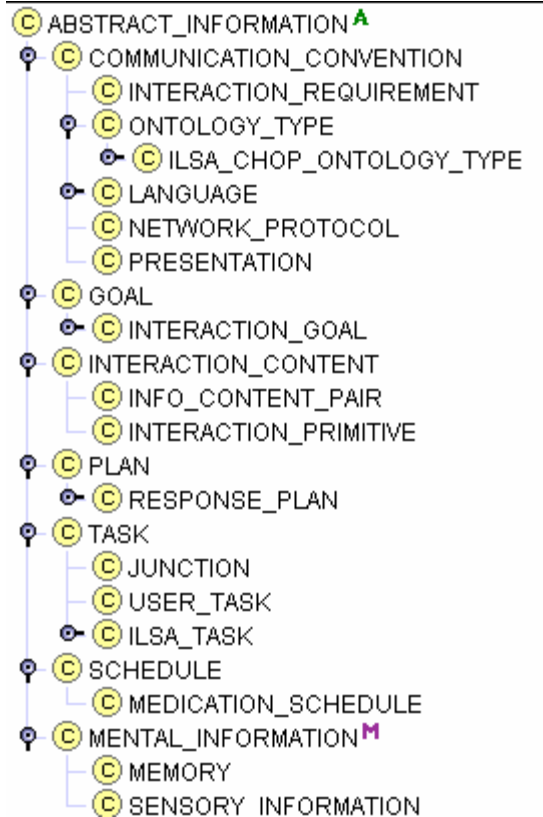 C ABSTRACT_INFORMATION A
C COMMUNICATION_CONVENTION
C INTERACTION_REQUIREMENT
C ONTOLOGY_TYPE
C ILSA_CHOP_ONTOLOGY_TYPE
C LANGUAGE
C NETWORK_PROTOCOL
C PRESENTATION
C GOAL
C INTERACTION_GOAL
C INTERACTION_CONTENT
C INFO_CONTENT_PAIR
C INTERACTION_PRIMITIVE
C PLAN
C RESPONSE_PLAN
C TASK
C JUNCTION
C USER_TASK
C ILSA_TASK
C SCHEDULE
C MEDICATION_SCHEDULE
C MENTAL_INFORMATION M
C MEMORY
C SENSORY_INFORMATION